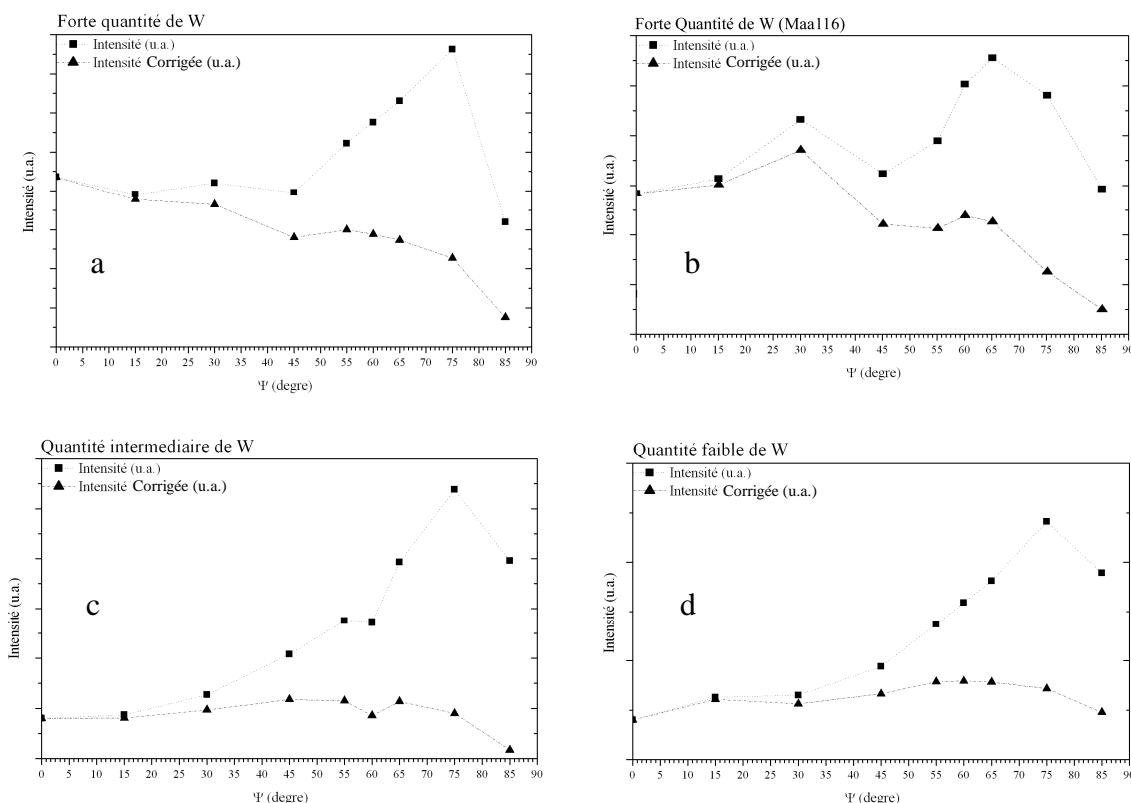 Forte quantité de W
Intensité (u.a.)
Intensité Corrigée (u.a.)
Intensité (u.a.)
a
0 5 10 15 20 25 30 35 40 45 50 55 60 65 70 75 80 85 90
Ψ (degre)
Forte Quantité de W (Maa116)
Intensité (u.a.)
Intensité Corrigée (u.a.)
Intensité (u.a.)
b
0 5 10 15 20 25 30 35 40 45 50 55 60 65 70 75 80 85 90
Ψ (degre)
Quantité intermediaire de W
Intensité (u.a.)
Intensité Corrigée (u.a.)
Intensité (u.a.)
c
0 5 10 15 20 25 30 35 40 45 50 55 60 65 70 75 80 85 90
Ψ (degre)
Quantité faible de W
Intensité (u.a.)
Intensité Corrigée (u.a.)
Intensité (u.a.)
d
0 5 10 15 20 25 30 35 40 45 50 55 60 65 70 75 80 85 90
Ψ (degre)